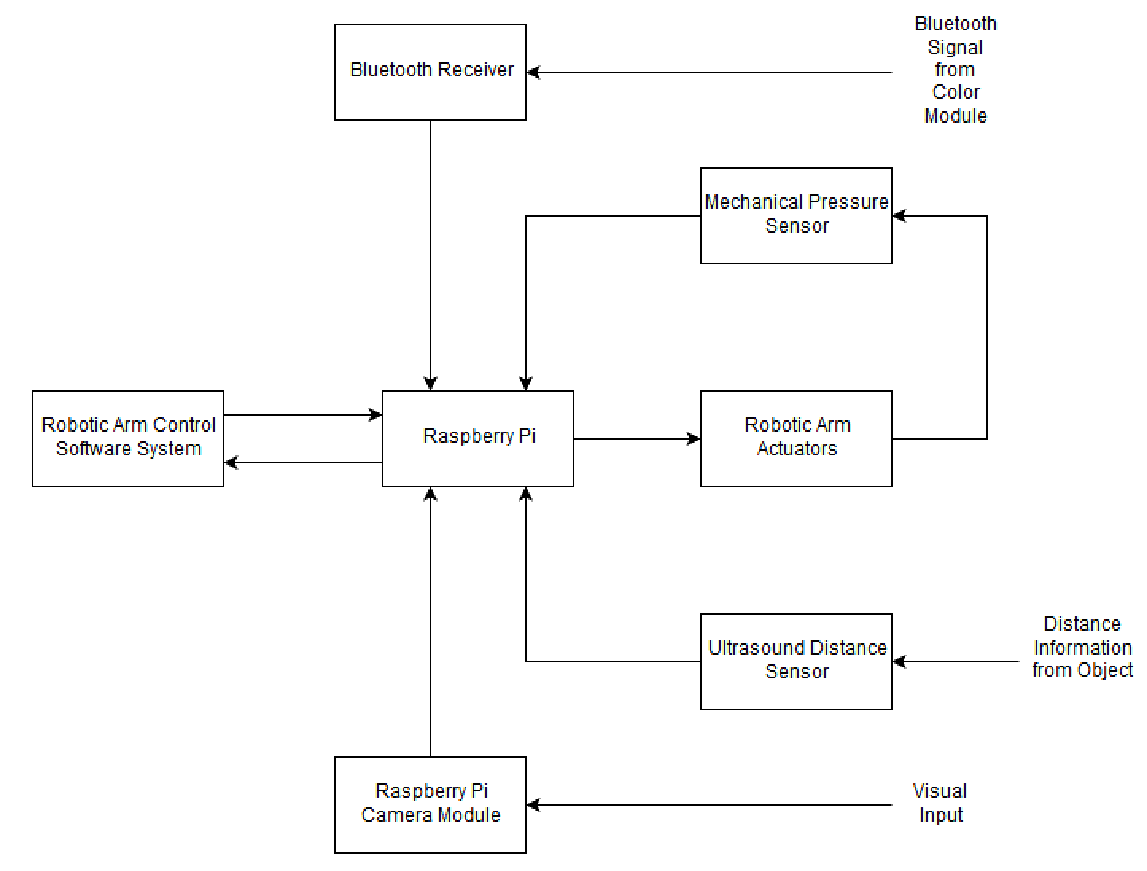 Bluetooth Receiver
Bluetooth
Signal
from
Color
Module
Mechanical Pressure
Sensor
Robotic Arm Control
Software System
Raspberry Pi
Robotic Arm
Actuators
Ultrasound Distance
Sensor
Distance
Information
from Object
Raspberry Pi
Camera Module
Visual
Input